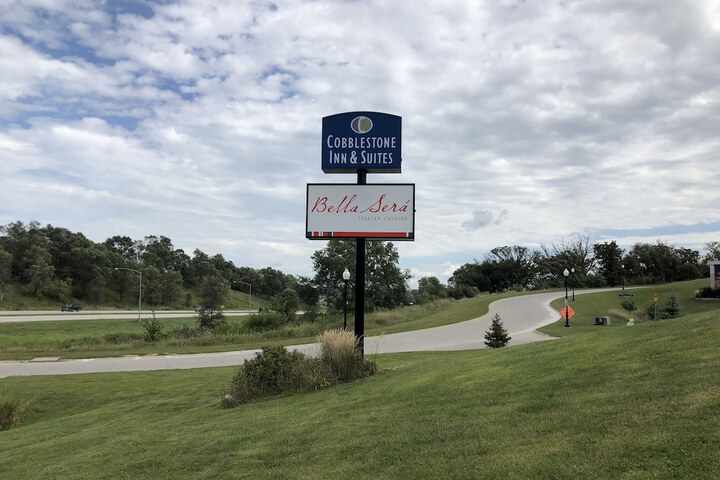 COBBLESTONE
INN & SUITES
Bella Será
ITALIAN CUISINE